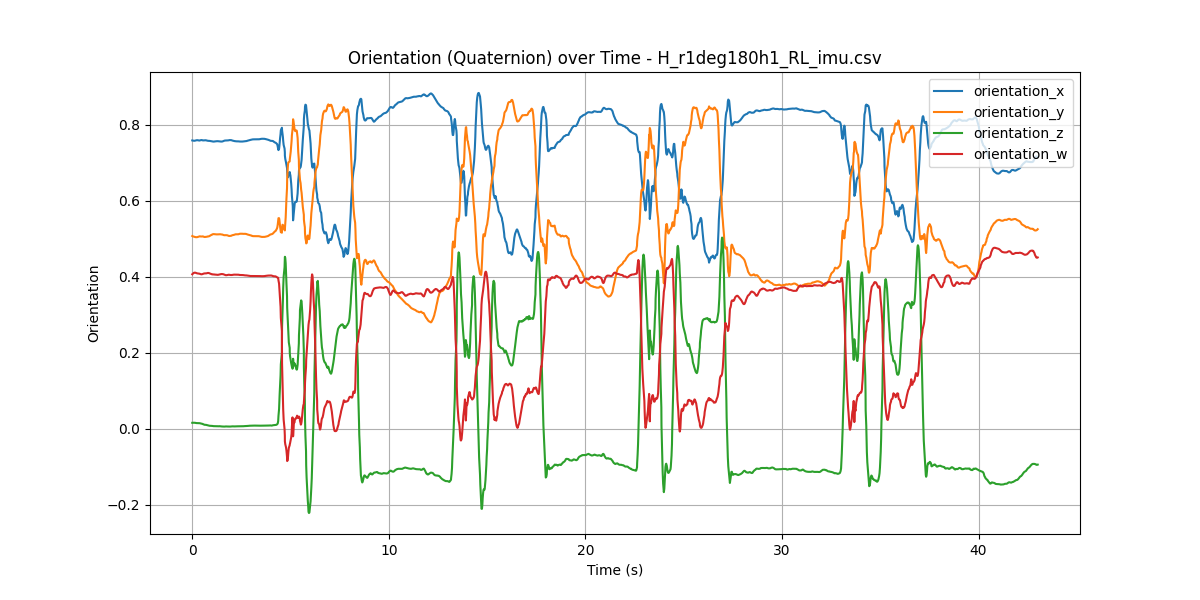 Orientation (Quaternion) over Time - H_r1deg180h1_RL_imu.csv
orientation_x
orientation_y
orientation_z
orientation_w
Orientation
0.8
0.6
0.4
0.2
0.0
−0.2
0
10
20
30
40
Time (s)